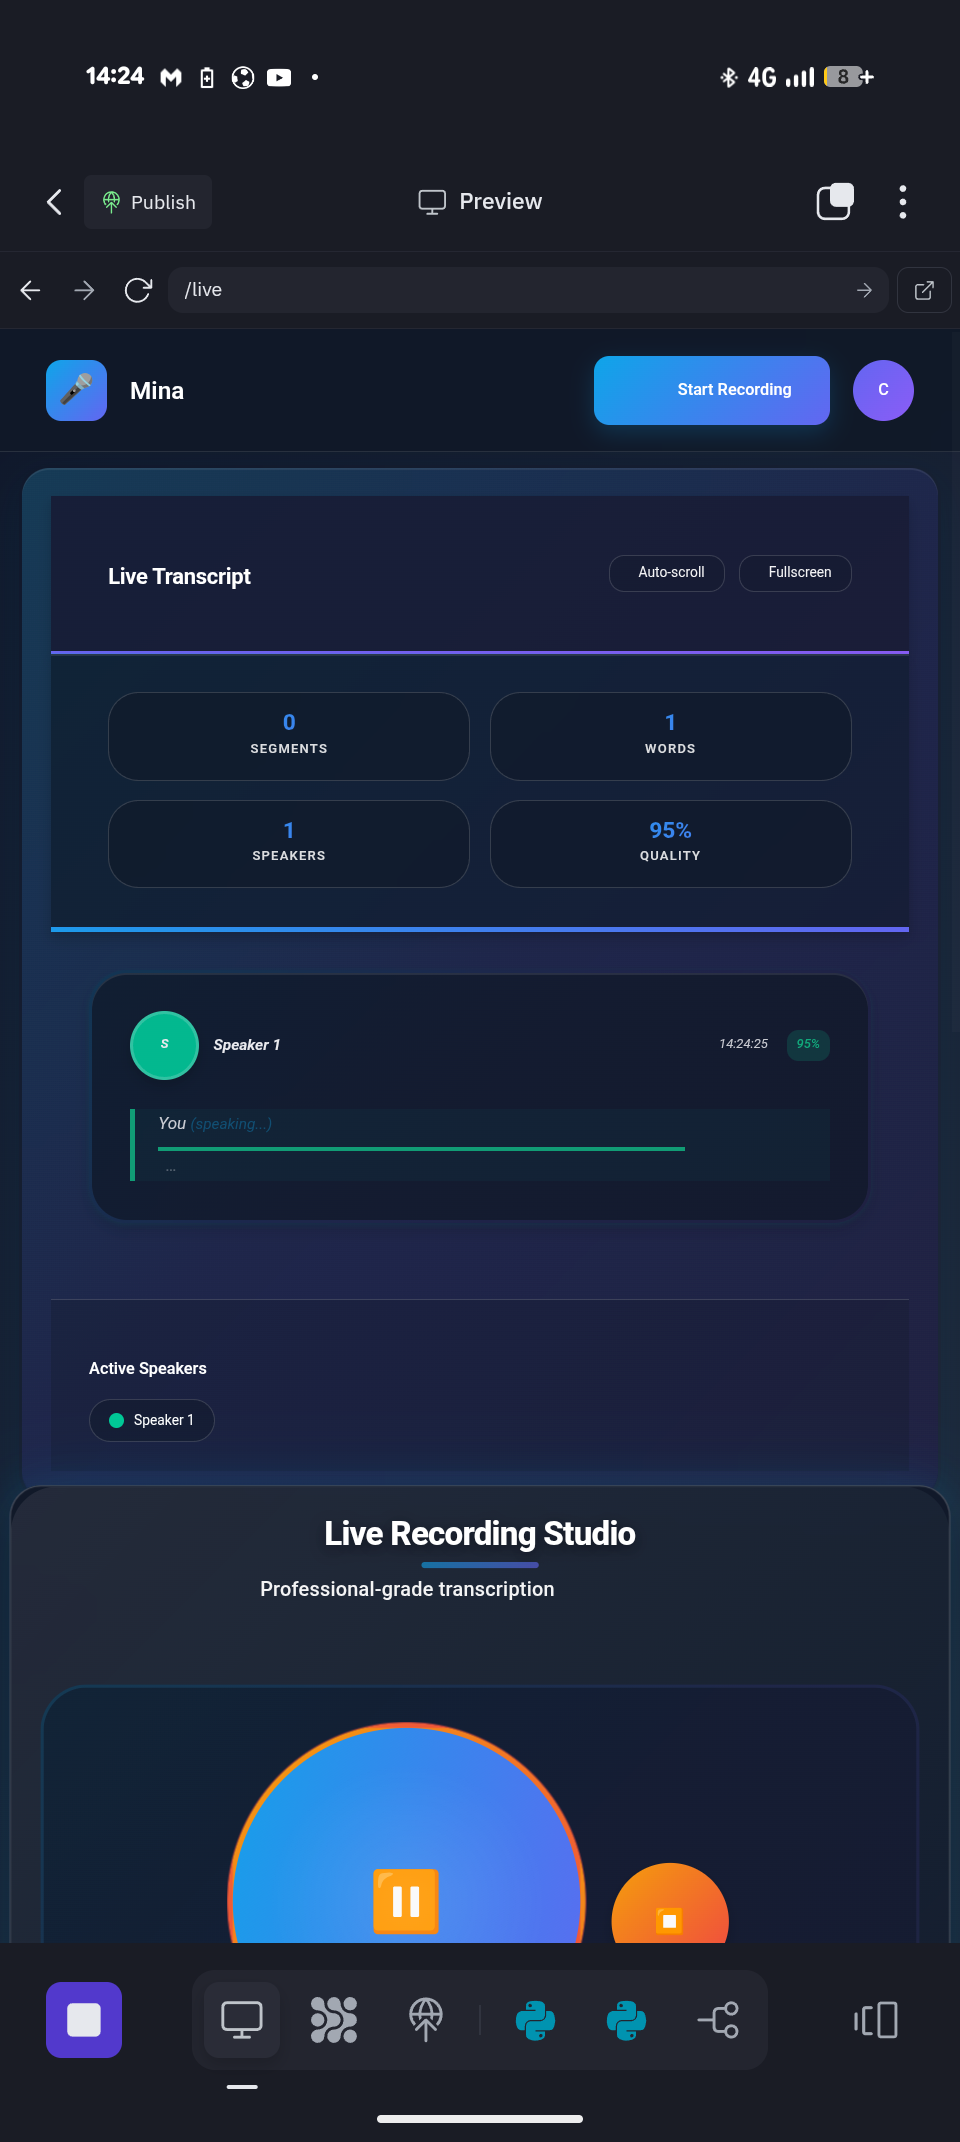 14:24 4G 8
Publish Preview
/live
Mina Start Recording C
Live Transcript Auto-scroll Fullscreen
0 1
SEGMENTS WORDS
1 95%
SPEAKERS QUALITY
S Speaker 1 14:24:25 95%
You (speaking...)
...
Active Speakers
Speaker 1
Live Recording Studio
Professional-grade transcription